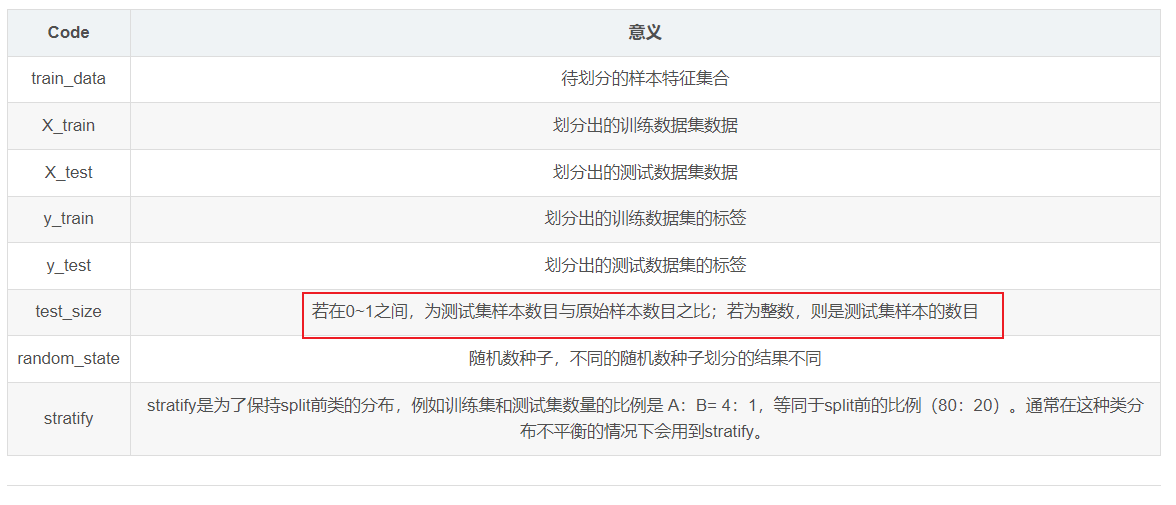 Code 意义
train_data 待划分的样本特征集合
X_train 划分出的训练数据集数据
X_test 划分出的测试数据集数据
y_train 划分出的训练数据集的标签
y_test 划分出的测试数据集的标签
test_size 若在0~1之间，为测试集样本数目与原始样本数目之比；若为整数，则是测试集样本的数目
random_state 随机数种子，不同的随机数种子划分的结果不同
stratify stratify是为了保持split前类的分布，例如训练集和测试集数量的比例是 A：B= 4：1，等同于split前的比例（80：20）。通常在这种类分
布不平衡的情况下会用到stratify。